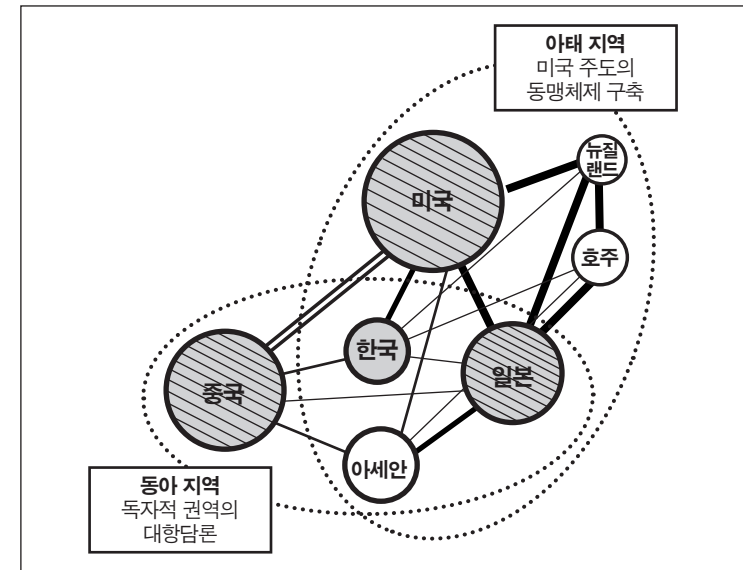 아태 지역
미국 주도의
동맹체제 구축
뉴질
랜드
미국
호주
한국
일본
중국
아세안
동아 지역
독자적 권역의
대항담론